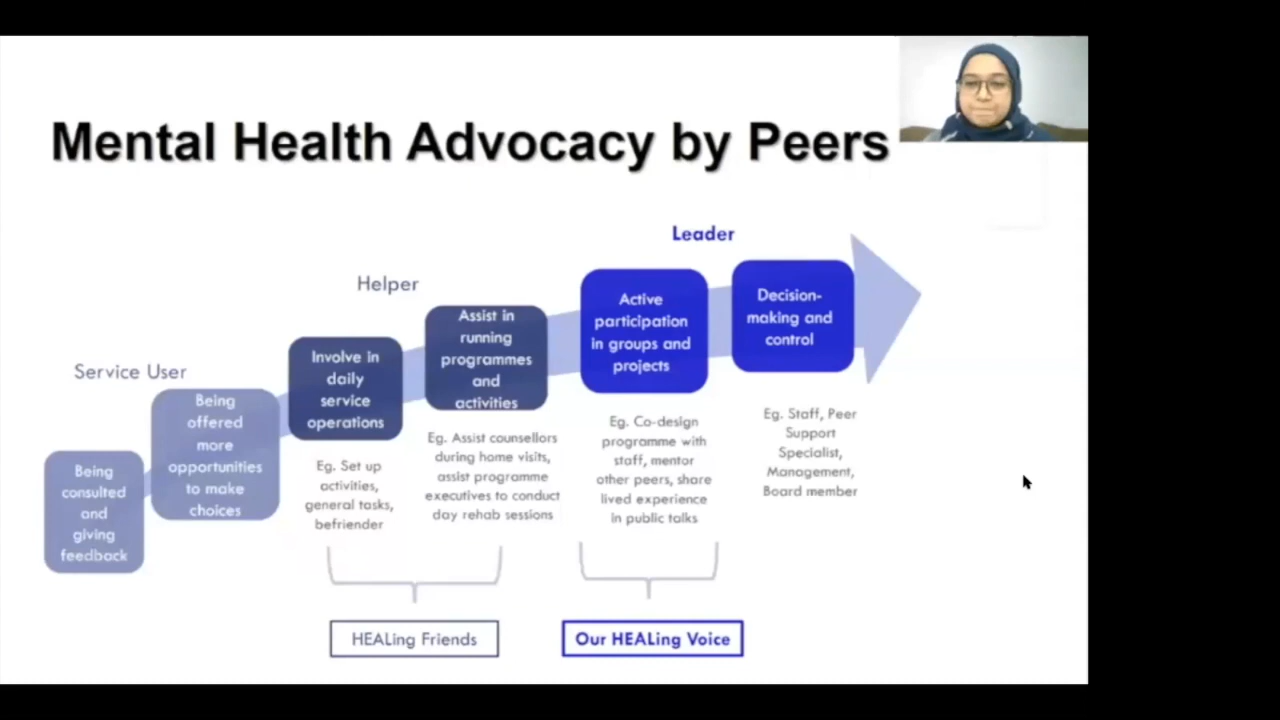 Mental Health Advocacy by Peers
Leader
Helper
Service User
Being
consulted
and
giving
feedback
Being
offered
more
opportunities
to make
choices
Involve in
daily
service
operations
Eg. Set up
activities,
general tasks,
befriender
Assist in
running
programmes
and
activities
Eg. Assist counsellors
during home visits,
assist programme
executives to conduct
day rehab sessions
Active
participation
in groups and
projects
Eg. Co-design
programme with
staff, mentor
other peers, share
lived experience
in public talks
Decision-
making and
control
Eg. Staff, Peer
Support
Specialist,
Management,
Board member
HEALing Friends
Our HEALing Voice